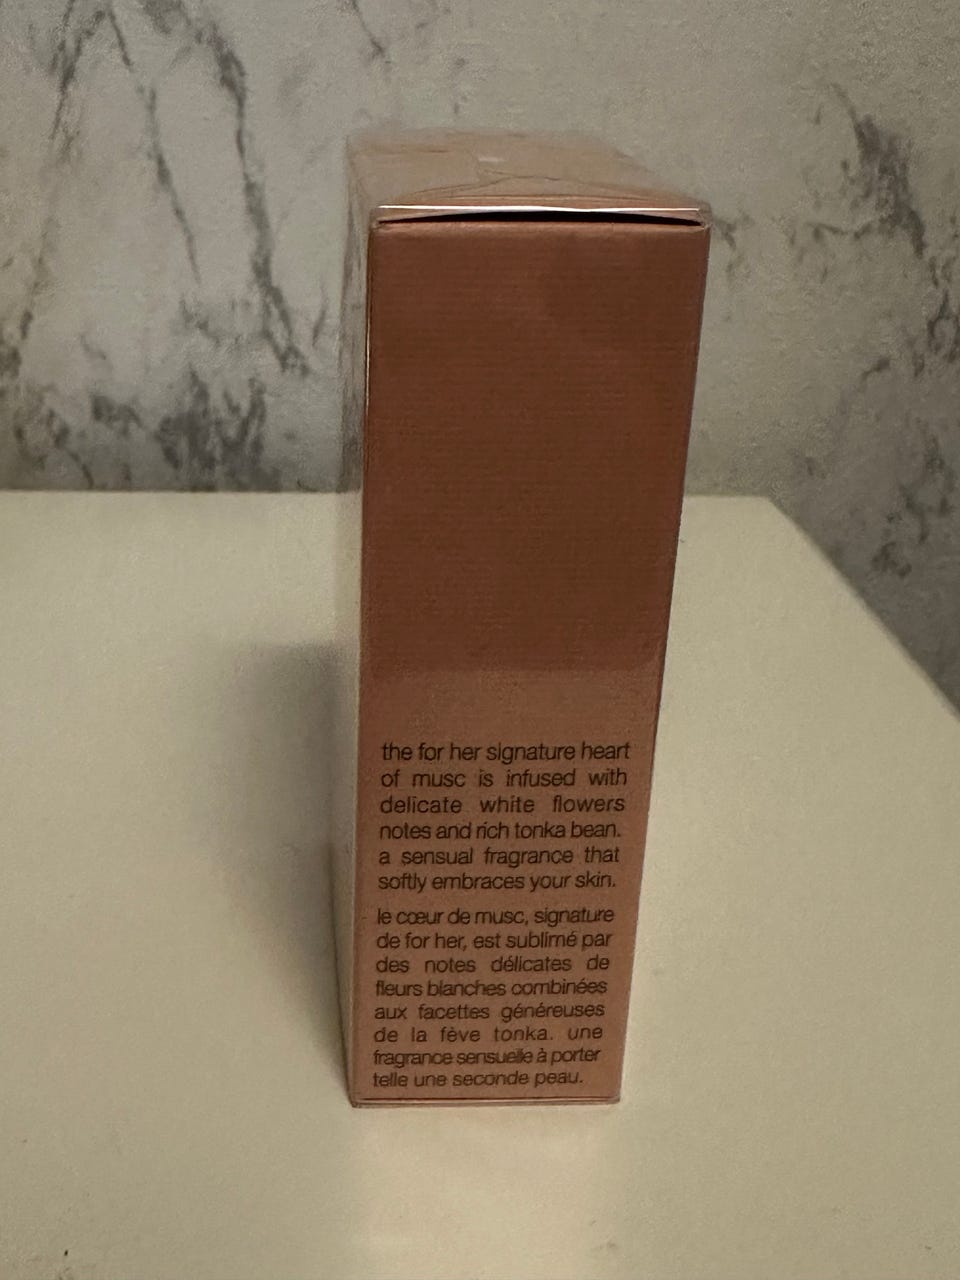 the for her signature heart
of musc is infused with
delicate white flowers
notes and rich tonka bean.
a sensual fragrance that
softly embraces your skin.
le cœur de musc, signature
de for her, est sublimé par
des notes délicates de
fleurs blanches combinées
aux facettes généreuses
de la fève tonka. une
fragrance sensuelle à porter
telle une seconde peau.